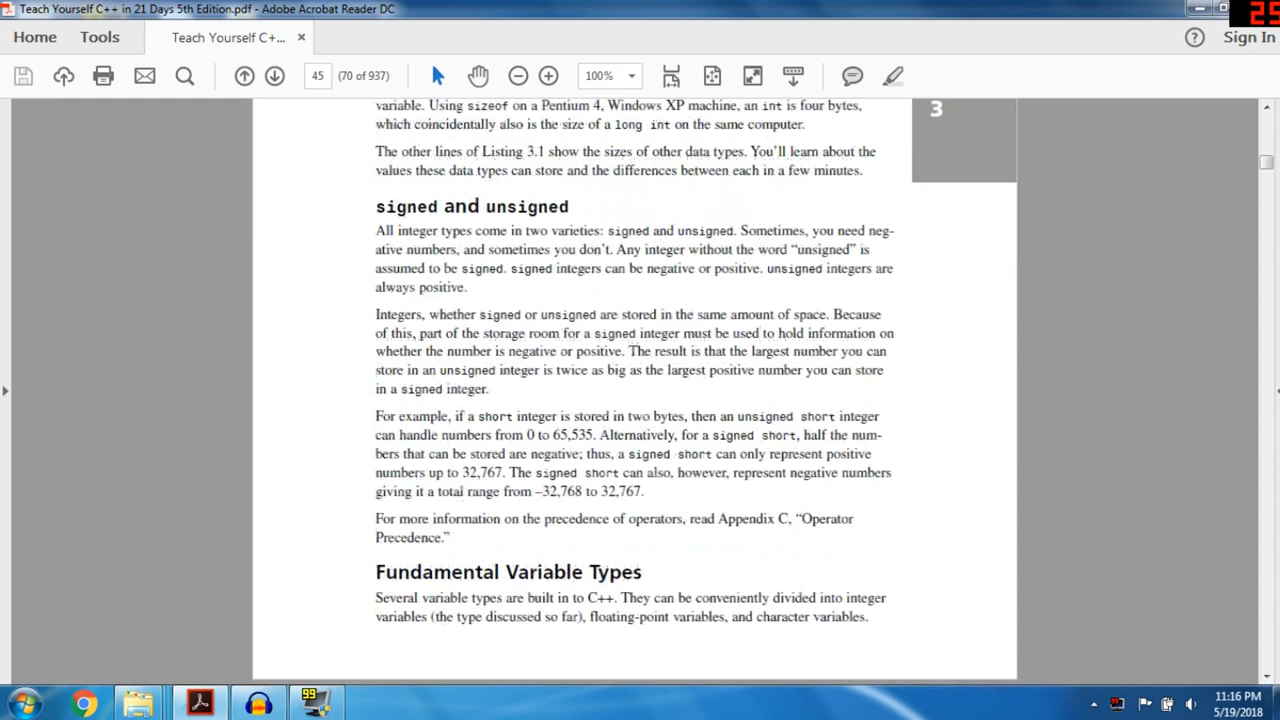 Teach Yourself C++ in 21 Days 5th Edition.pdf - Adobe Acrobat Reader DC
25
Home Tools Teach Yourself C+... × ? Sign In
45 (70 of 937) 100%
variable. Using sizeof on a Pentium 4, Windows XP machine, an int is four bytes,
which coincidentally also is the size of a long int on the same computer.
3
The other lines of Listing 3.1 show the sizes of other data types. You’ll learn about the
values these data types can store and the differences between each in a few minutes.
signed and unsigned
All integer types come in two varieties: signed and unsigned. Sometimes, you need neg-
ative numbers, and sometimes you don’t. Any integer without the word “unsigned” is
assumed to be signed. signed integers can be negative or positive. unsigned integers are
always positive.
Integers, whether signed or unsigned are stored in the same amount of space. Because
of this, part of the storage room for a signed integer must be used to hold information on
whether the number is negative or positive. The result is that the largest number you can
store in an unsigned integer is twice as big as the largest positive number you can store
in a signed integer.
For example, if a short integer is stored in two bytes, then an unsigned short integer
can handle numbers from 0 to 65,535. Alternatively, for a signed short, half the num-
bers that can be stored are negative; thus, a signed short can only represent positive
numbers up to 32,767. The signed short can also, however, represent negative numbers
giving it a total range from –32,768 to 32,767.
For more information on the precedence of operators, read Appendix C, “Operator
Precedence.”
Fundamental Variable Types
Several variable types are built in to C++. They can be conveniently divided into integer
variables (the type discussed so far), floating-point variables, and character variables.
99
11:16 PM
5/19/2018